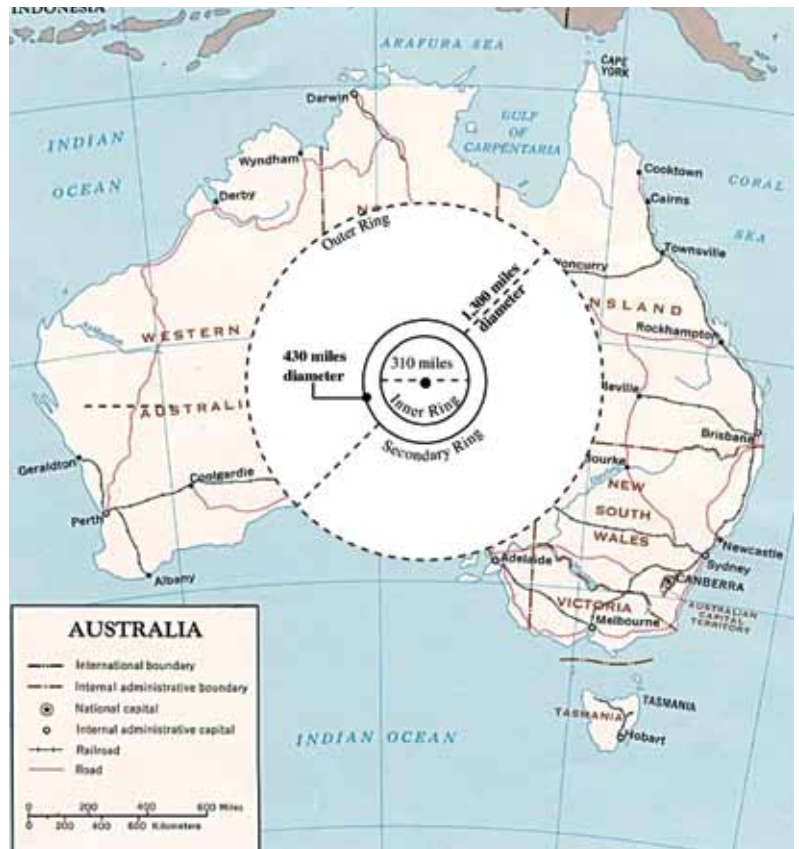 INDONESIA
ARAFURA SEA
CAPE
YORK
Darwin
GULF
OF
CARPENTARIA
INDIAN
OCEAN
Wyndham
Derby
Cooktown
CORAL
SEA
Cairns
Townsville
Outer Ring
oncurry
1,300 miles
diameter
NSLAND
WESTERN
Rockhampton
430 miles
diameter
310 miles
Inner Ring
Secondary Ring
AUSTRALI
leville
Brisbane
Geraldton
Coolgardie
ourke
NEW
SOUTH
WALES
Perth
Newcastle
Sydney
Albany
Adelaide
CANBERRA
AUSTRALIAN
CAPITAL
TERRITORY
VICTORIA
Melbourne
TASMANIA
TASMANIA
Hobart
INDIAN OCEAN
AUSTRALIA
International boundary
Internal administrative boundary
National capital
Internal administrative capital
Railroad
Road
0 200 400 600 Miles
0 200 400 600 Kilometers